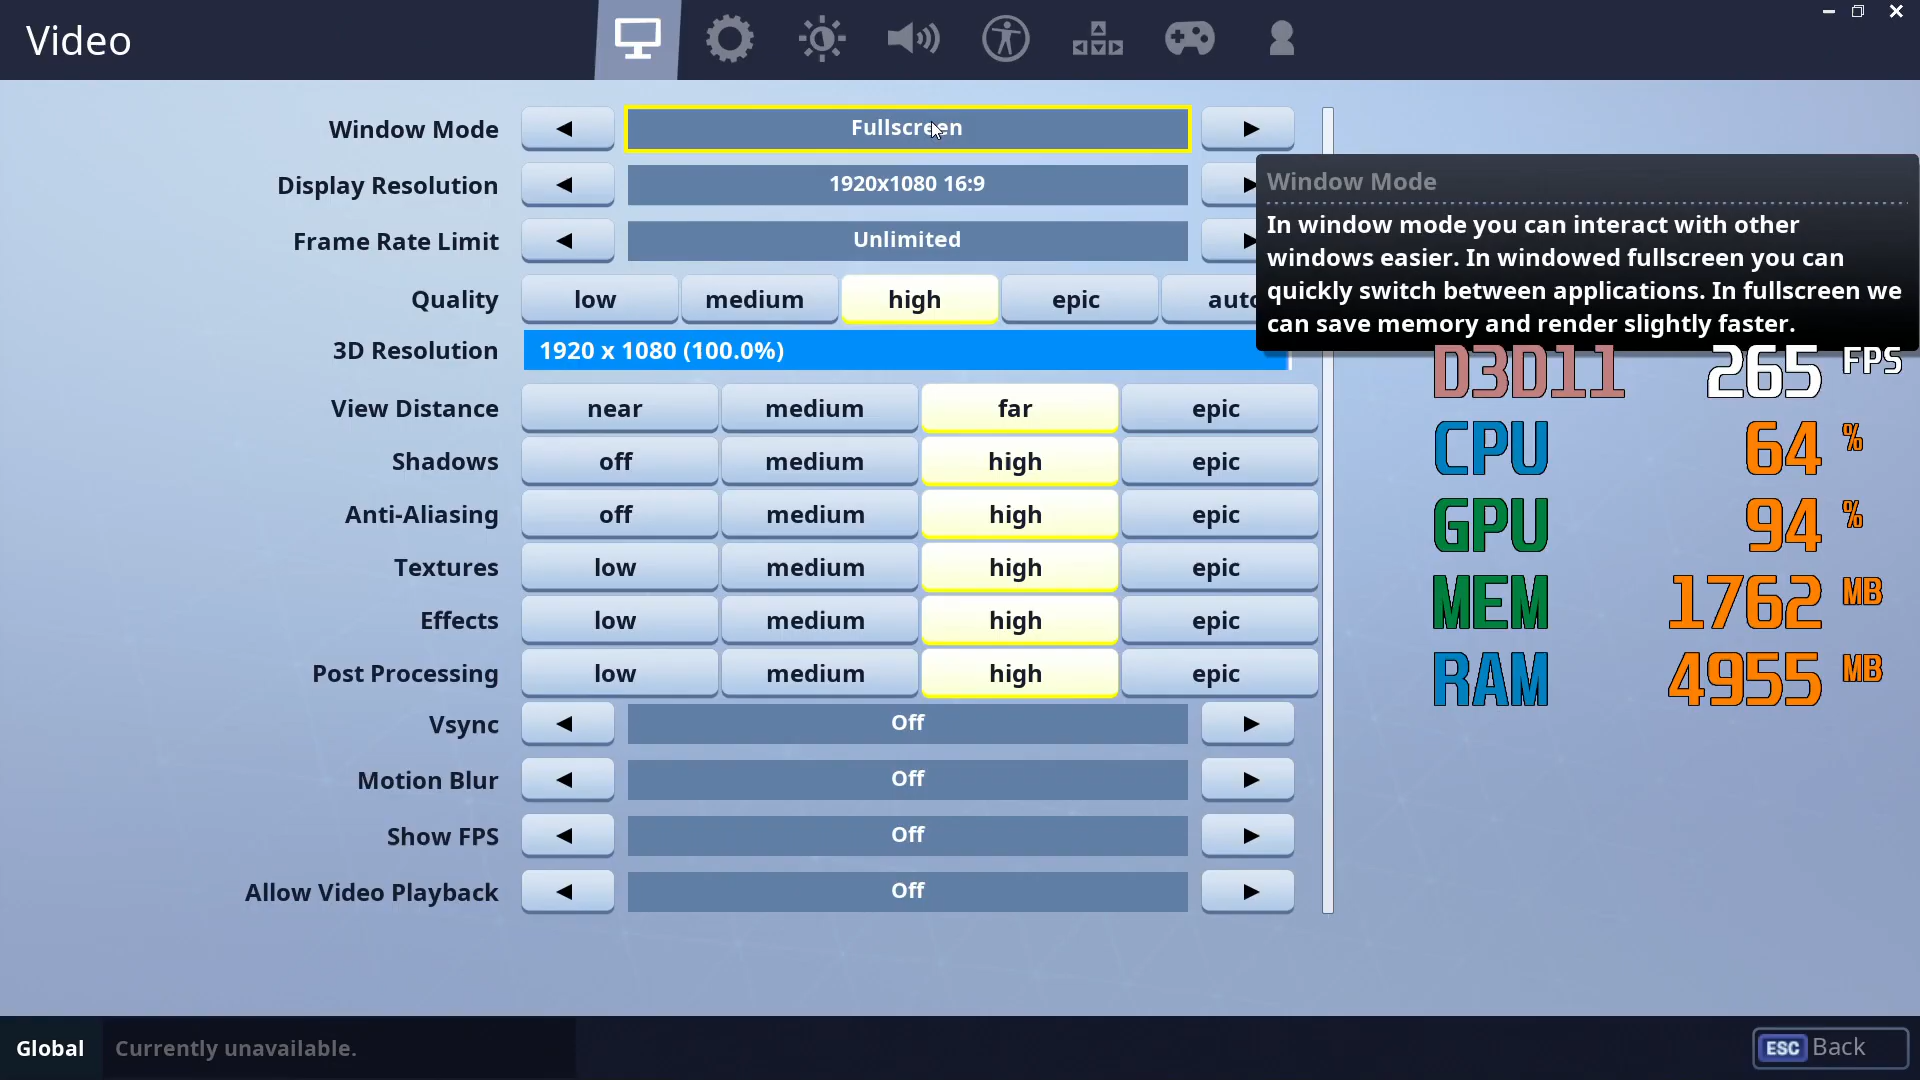 Video
Window Mode
Fullscreen
Display Resolution
1920x1080 16:9
Frame Rate Limit
Unlimited
Quality
low medium high epic auto
3D Resolution
1920 x 1080 (100.0%)
View Distance
near medium far epic
Shadows
off medium high epic
Anti-Aliasing
off medium high epic
Textures
low medium high epic
Effects
low medium high epic
Post Processing
low medium high epic
Vsync
Off
Motion Blur
Off
Show FPS
Off
Allow Video Playback
Off
Window Mode
In window mode you can interact with other
windows easier. In windowed fullscreen you can
quickly switch between applications. In fullscreen we
can save memory and render slightly faster.
D3D11 265 FPS
CPU 64 %
GPU 94 %
MEM 1762 MB
RAM 4955 MB
Global Currently unavailable.
ESC Back